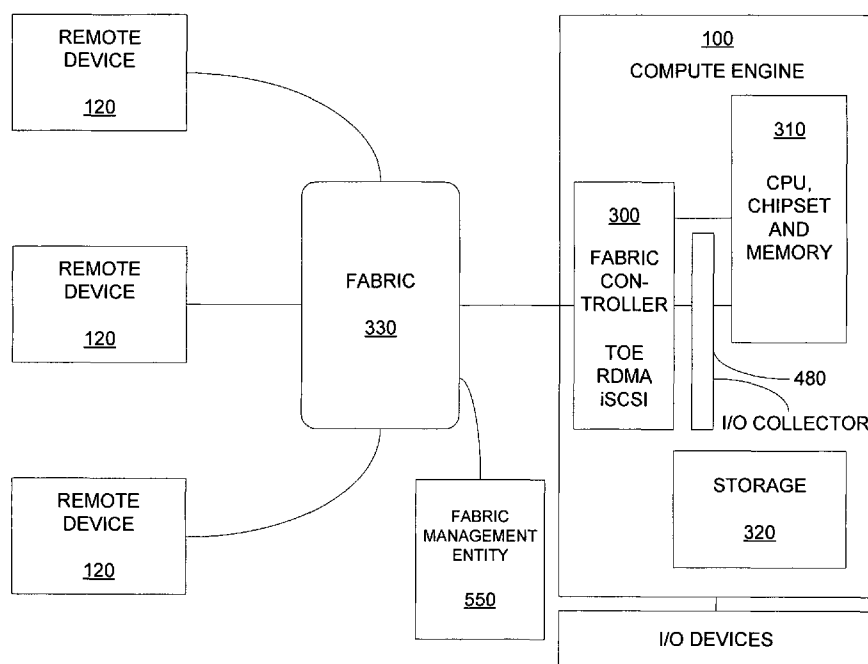 REMOTE
DEVICE
120
REMOTE
DEVICE
120
REMOTE
DEVICE
120
FABRIC
330
FABRIC
MANAGEMENT
ENTITY
550
100
COMPUTE ENGINE
300
FABRIC
CON-
TROLLER
TOE
RDMA
iSCSI
310
CPU,
CHIPSET
AND
MEMORY
480
I/O COLLECTOR
STORAGE
320
I/O DEVICES